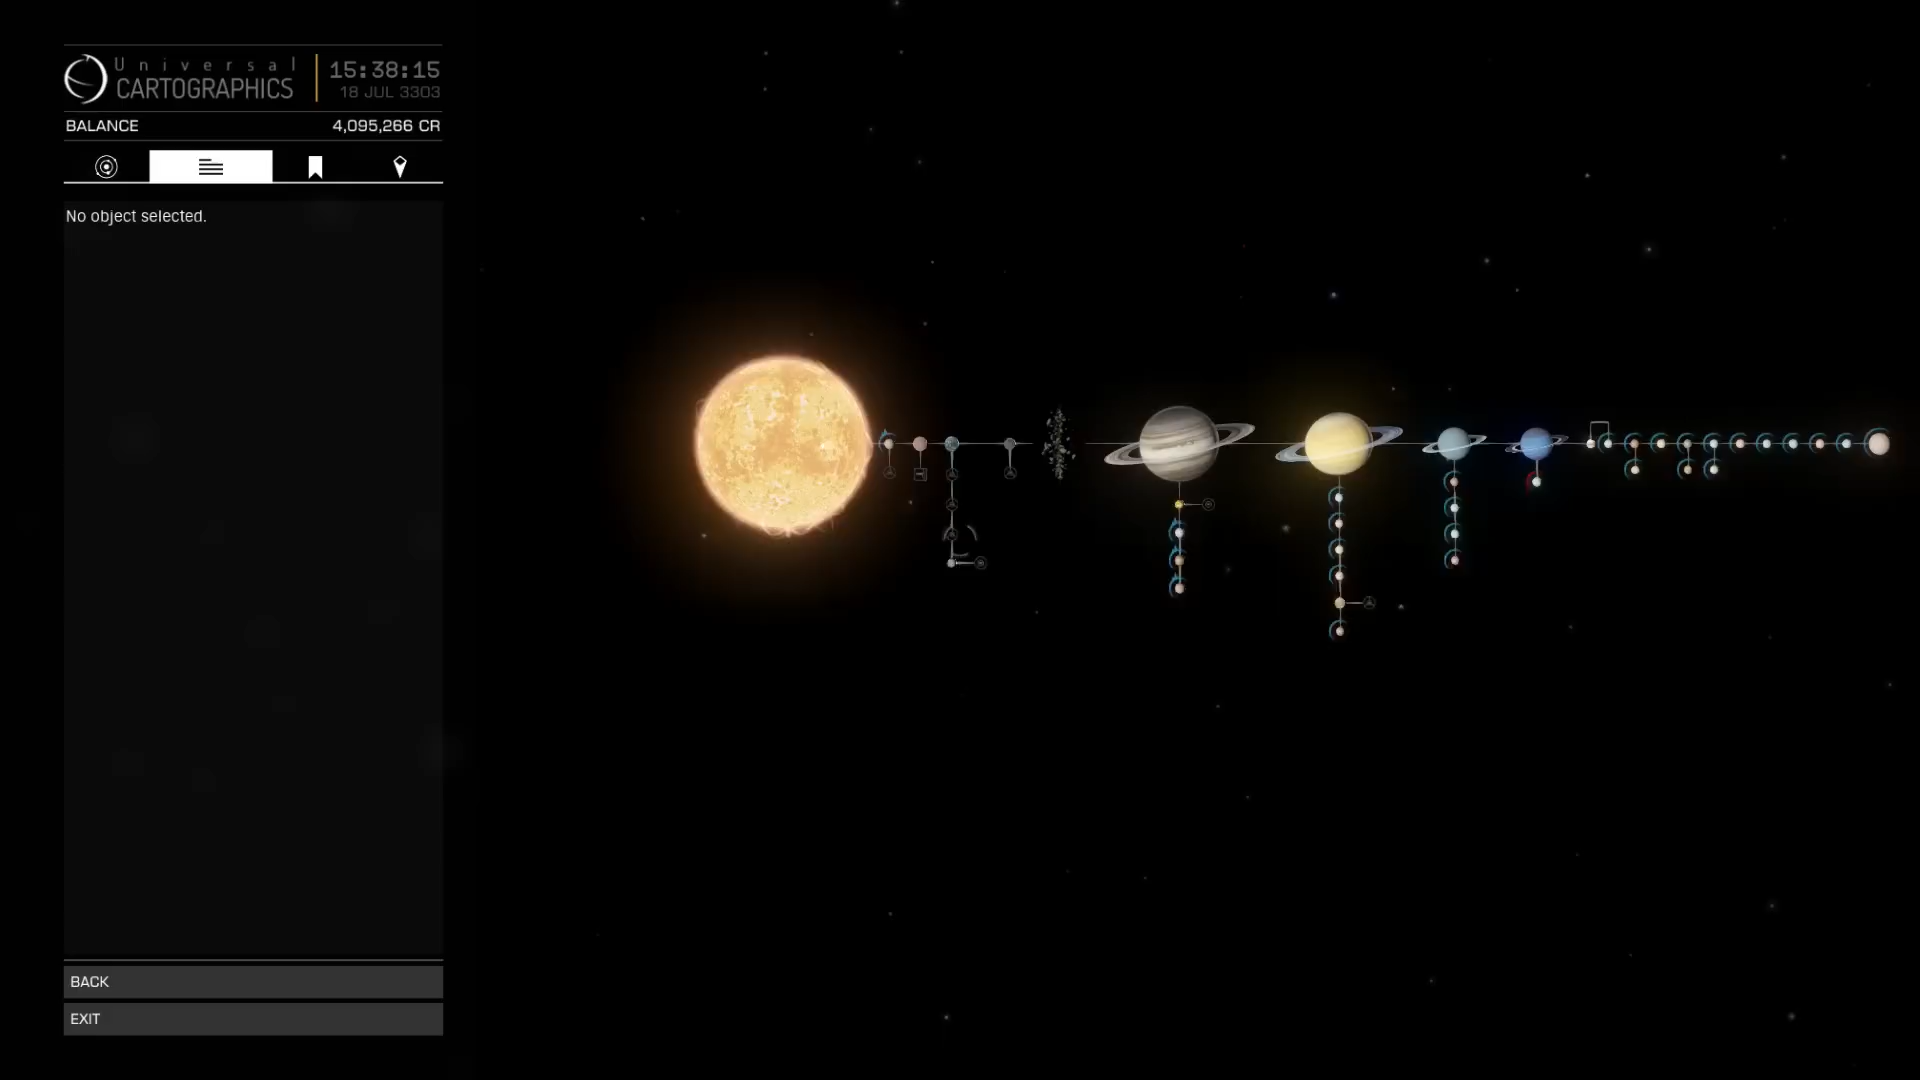 Universal
CARTOGRAPHICS
15:38:15
18 JUL 3303
BALANCE
4,095,266 CR
No object selected.
BACK
EXIT